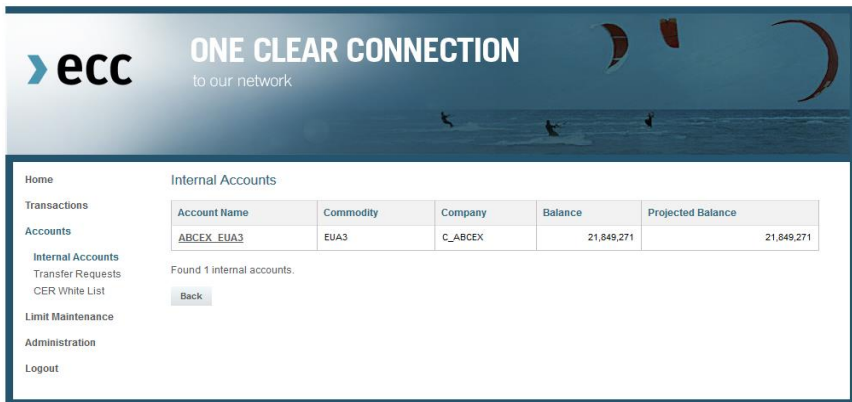 ecc
ONE CLEAR CONNECTION
to our network
Home
Transactions
Accounts
Internal Accounts
Transfer Requests
CER White List
Limit Maintenance
Administration
Logout
Internal Accounts
Account Name Commodity Company Balance Projected Balance
ABCEX_EUA3 EUA3 C_ABCEX 21,849,271 21,849,271
Found 1 internal accounts.
Back